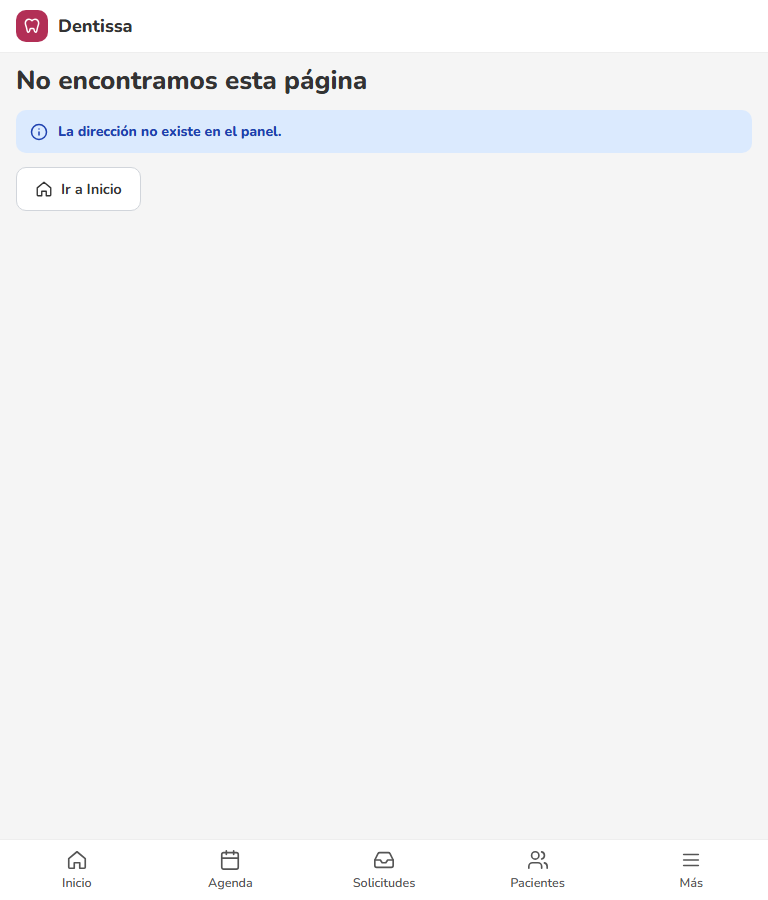 Dentissa
No encontramos esta página
La dirección no existe en el panel.
Ir a Inicio
Inicio
Agenda
Solicitudes
Pacientes
Más